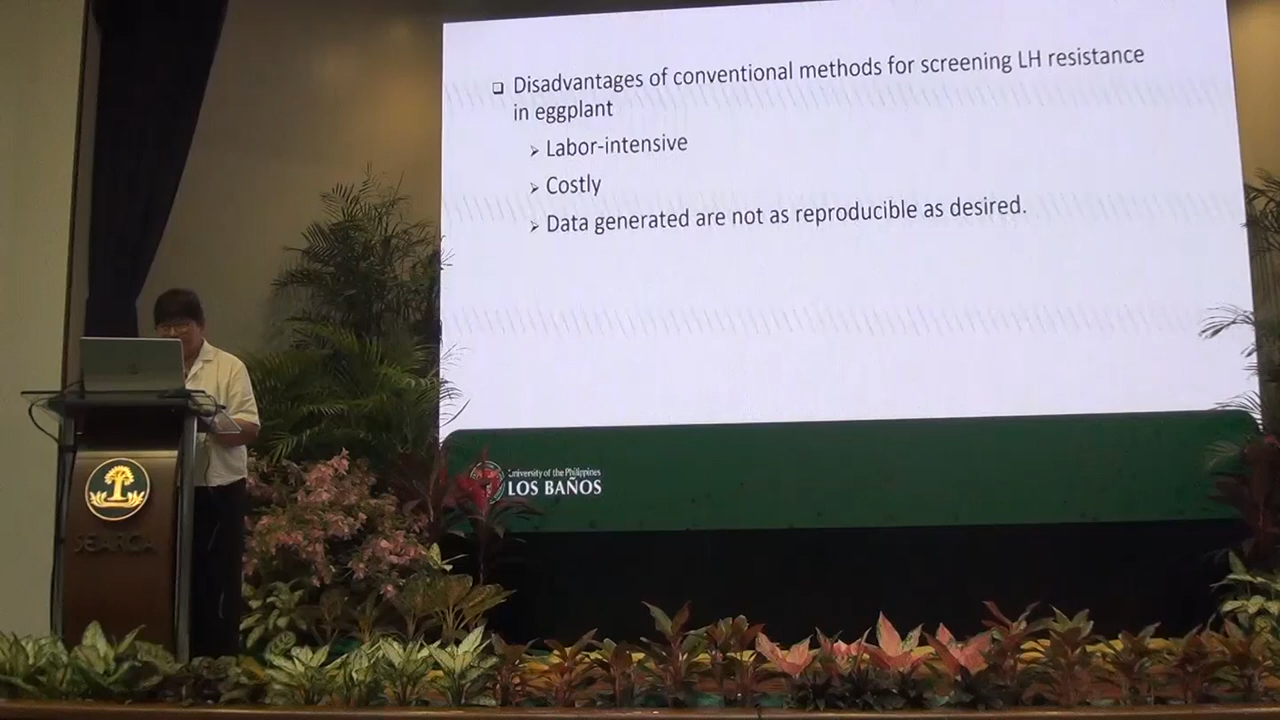 ❑ Disadvantages of conventional methods for screening LH resistance
in eggplant
➢ Labor-intensive
➢ Costly
➢ Data generated are not as reproducible as desired.
University of the Philippines
LOS BAÑOS
SEARCA